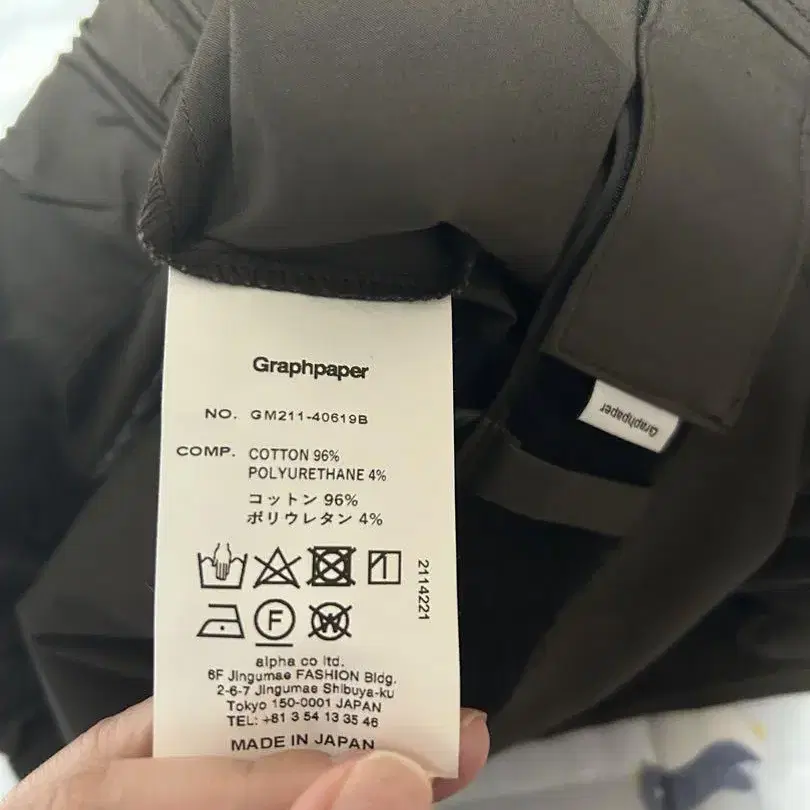 Graphpaper
NO. GM211-40619B
COMP. COTTON 96%
POLYURETHANE 4%
コットン 96%
ポリウレタン 4%
2114221
F
W
alpha co ltd.
6F Jingumae FASHION Bldg.
2-6-7 Jingumae Shibuya-ku
Tokyo 150-0001 JAPAN
TEL: +81 3 54 13 35 46
MADE IN JAPAN
Graphpaper